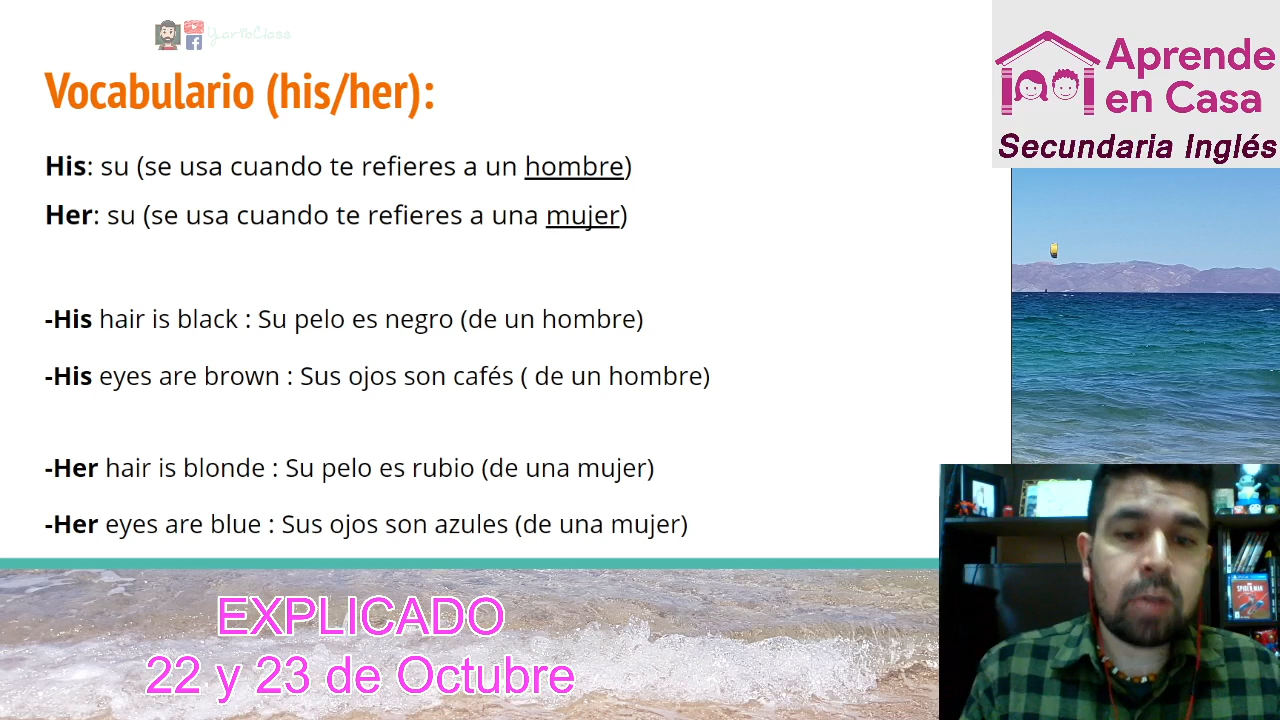 YorToClass
Vocabulario (his/her):
His: su (se usa cuando te refieres a un hombre)
Her: su (se usa cuando te refieres a una mujer)
-His hair is black : Su pelo es negro (de un hombre)
-His eyes are brown : Sus ojos son cafés ( de un hombre)
-Her hair is blonde : Su pelo es rubio (de una mujer)
-Her eyes are blue : Sus ojos son azules (de una mujer)
Aprende
en Casa
Secundaria Inglés
EXPLICADO
22 y 23 de Octubre